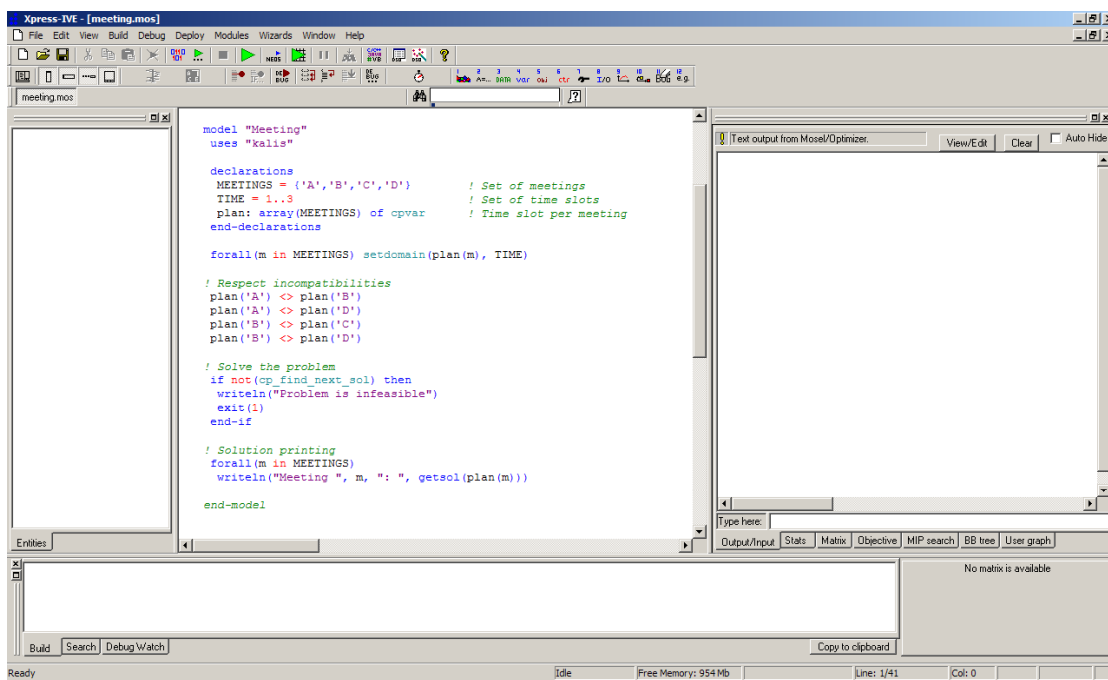 Xpress-IVE - [meeting.mos]
File Edit View Build Debug Deploy Modules Wizards Window Help
meeting.mos
model "Meeting"
uses "kalis"
declarations
MEETINGS = {'A','B','C','D'} ! Set of meetings
TIME = 1..3 ! Set of time slots
plan: array(MEETINGS) of cpvar ! Time slot per meeting
end-declarations
forall(m in MEETINGS) setdomain(plan(m), TIME)
! Respect incompatibilities
plan('A') <> plan('B')
plan('A') <> plan('D')
plan('B') <> plan('C')
plan('B') <> plan('D')
! Solve the problem
if not(cp_find_next_sol) then
writeln("Problem is infeasible")
exit(1)
end-if
! Solution printing
forall(m in MEETINGS)
writeln("Meeting ", m, ": ", getsol(plan(m)))
end-model
Entities
Text output from Mosel/Optimizer.
View/Edit Clear Auto Hide
Type here:
Output/Input Stats Matrix Objective MIP search BB tree User graph
No matrix is available
Build Search Debug Watch
Copy to clipboard
Ready Idle Free Memory: 954 Mb Line: 1/41 Col: 0